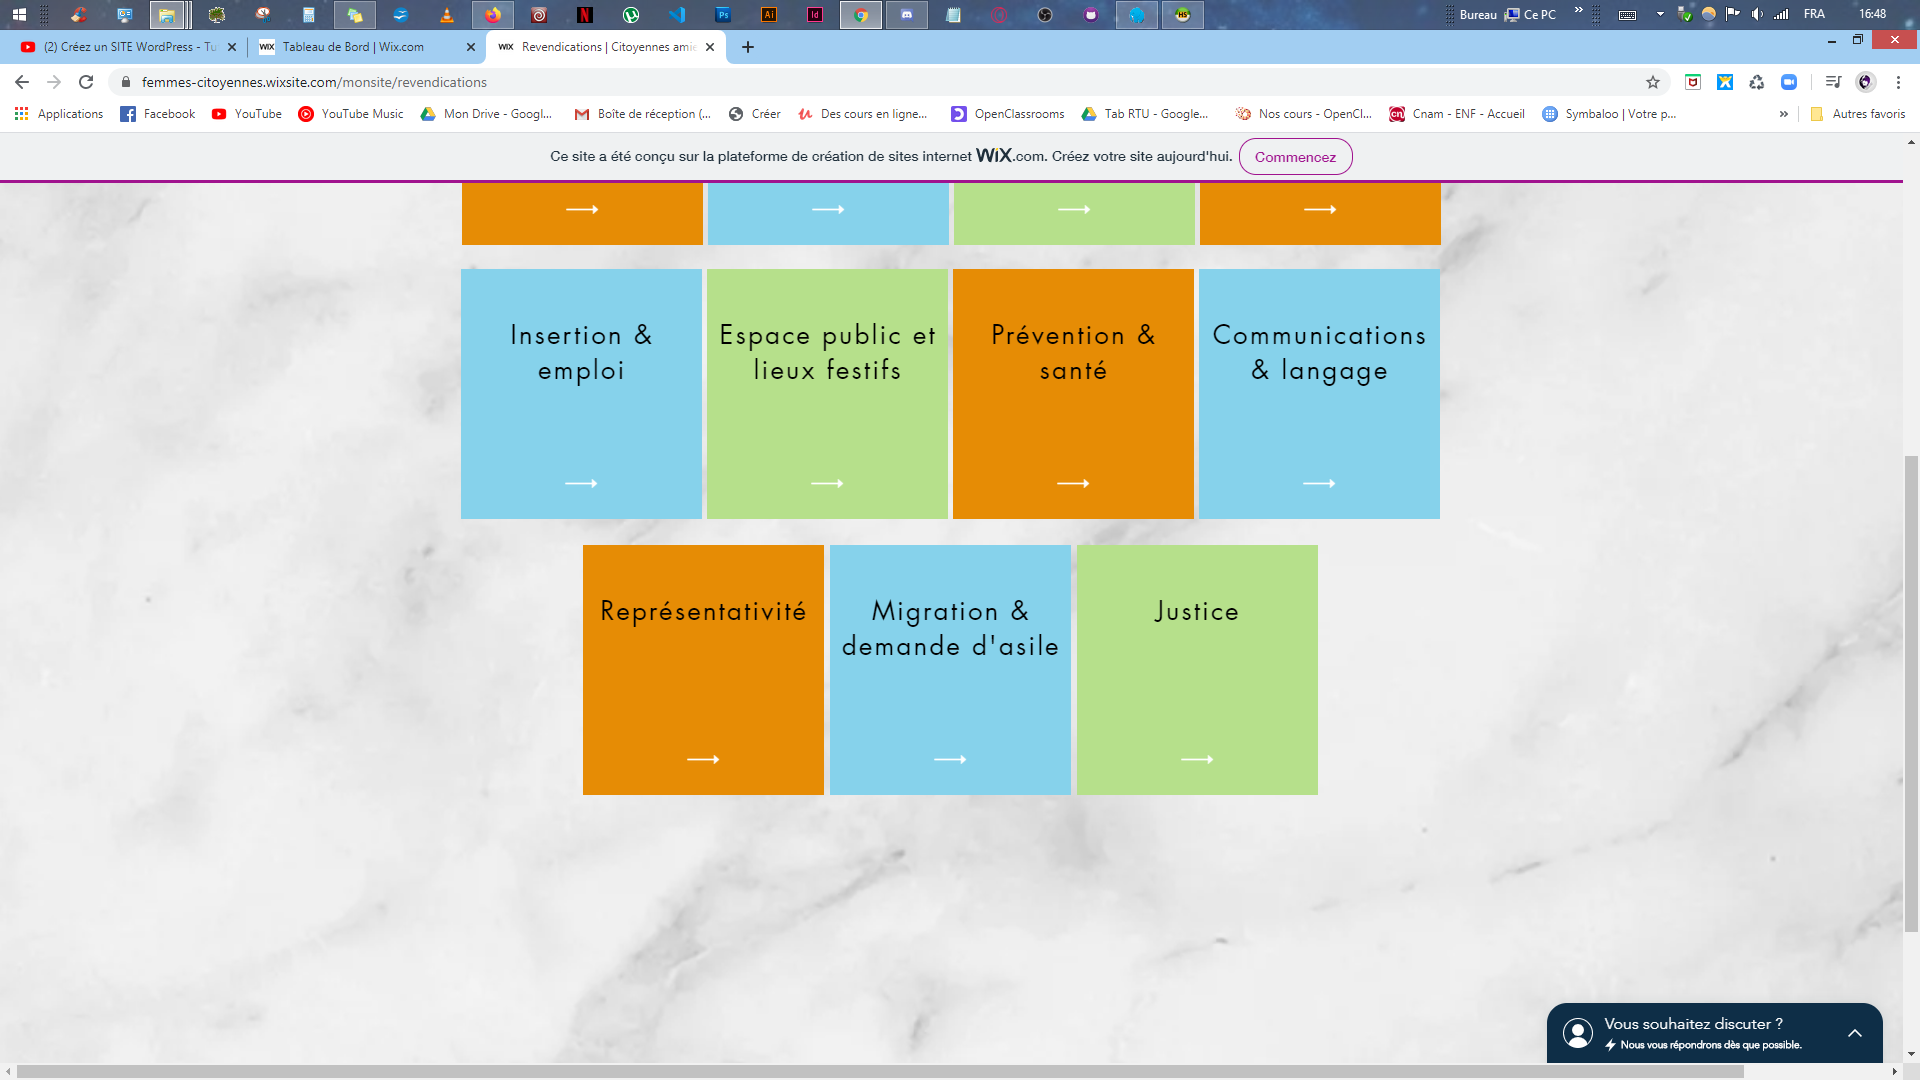 Bureau Ce PC » FRA 16:48
(2) Créez un SITE WordPress - Tu
WiX Tableau de Bord | Wix.com
WiX Revendications | Citoyennes amie
femmes-citoyennes.wixsite.com/monsite/revendications
Applications Facebook YouTube YouTube Music Mon Drive - Googl... Boîte de réception (... Créer Des cours en ligne... OpenClassrooms Tab RTU - Google... Nos cours - OpenCl... Cnam - ENF - Accueil Symbaloo | Votre p... » Autres favoris
Ce site a été conçu sur la plateforme de création de sites internet WiX.com. Créez votre site aujourd'hui. Commencez
Insertion &
emploi
Espace public et
lieux festifs
Prévention &
santé
Communications
& langage
Représentativité
Migration &
demande d'asile
Justice
Vous souhaitez discuter ?
Nous vous répondrons dès que possible.